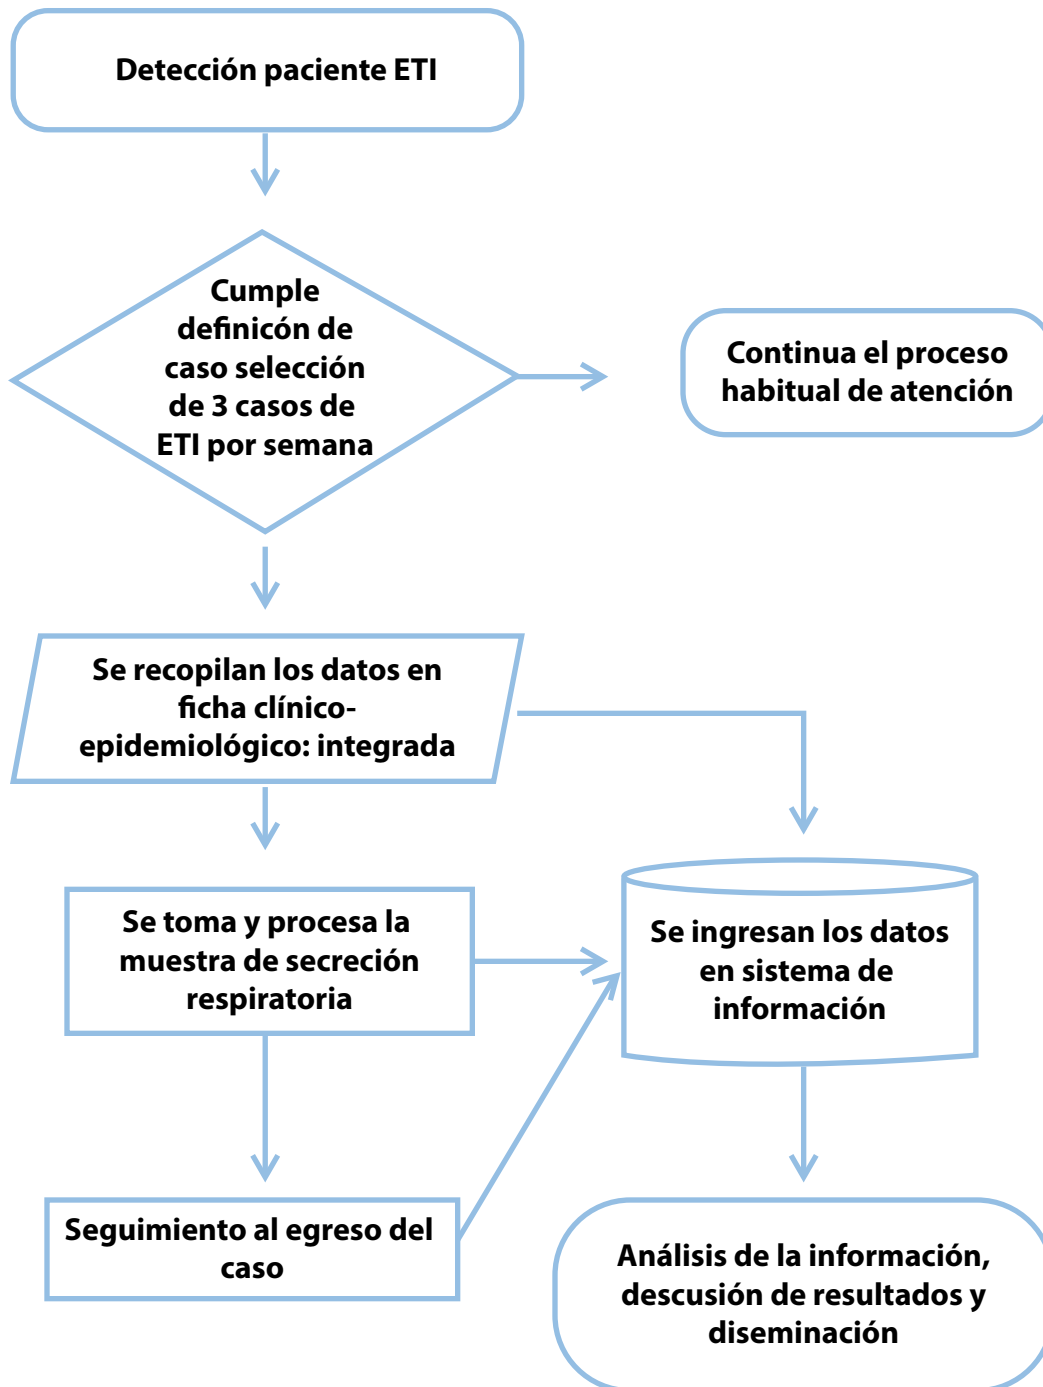 Detección paciente ETI
Cumple
definicón de
caso selección
de 3 casos de
ETI por semana
Continua el proceso
habitual de atención
Se recopilan los datos en
ficha clínico-
epidemiológico: integrada
Se toma y procesa la
muestra de secreción
respiratoria
Se ingresan los datos
en sistema de
información
Seguimiento al egreso del
caso
Análisis de la información,
descusión de resultados y
diseminación